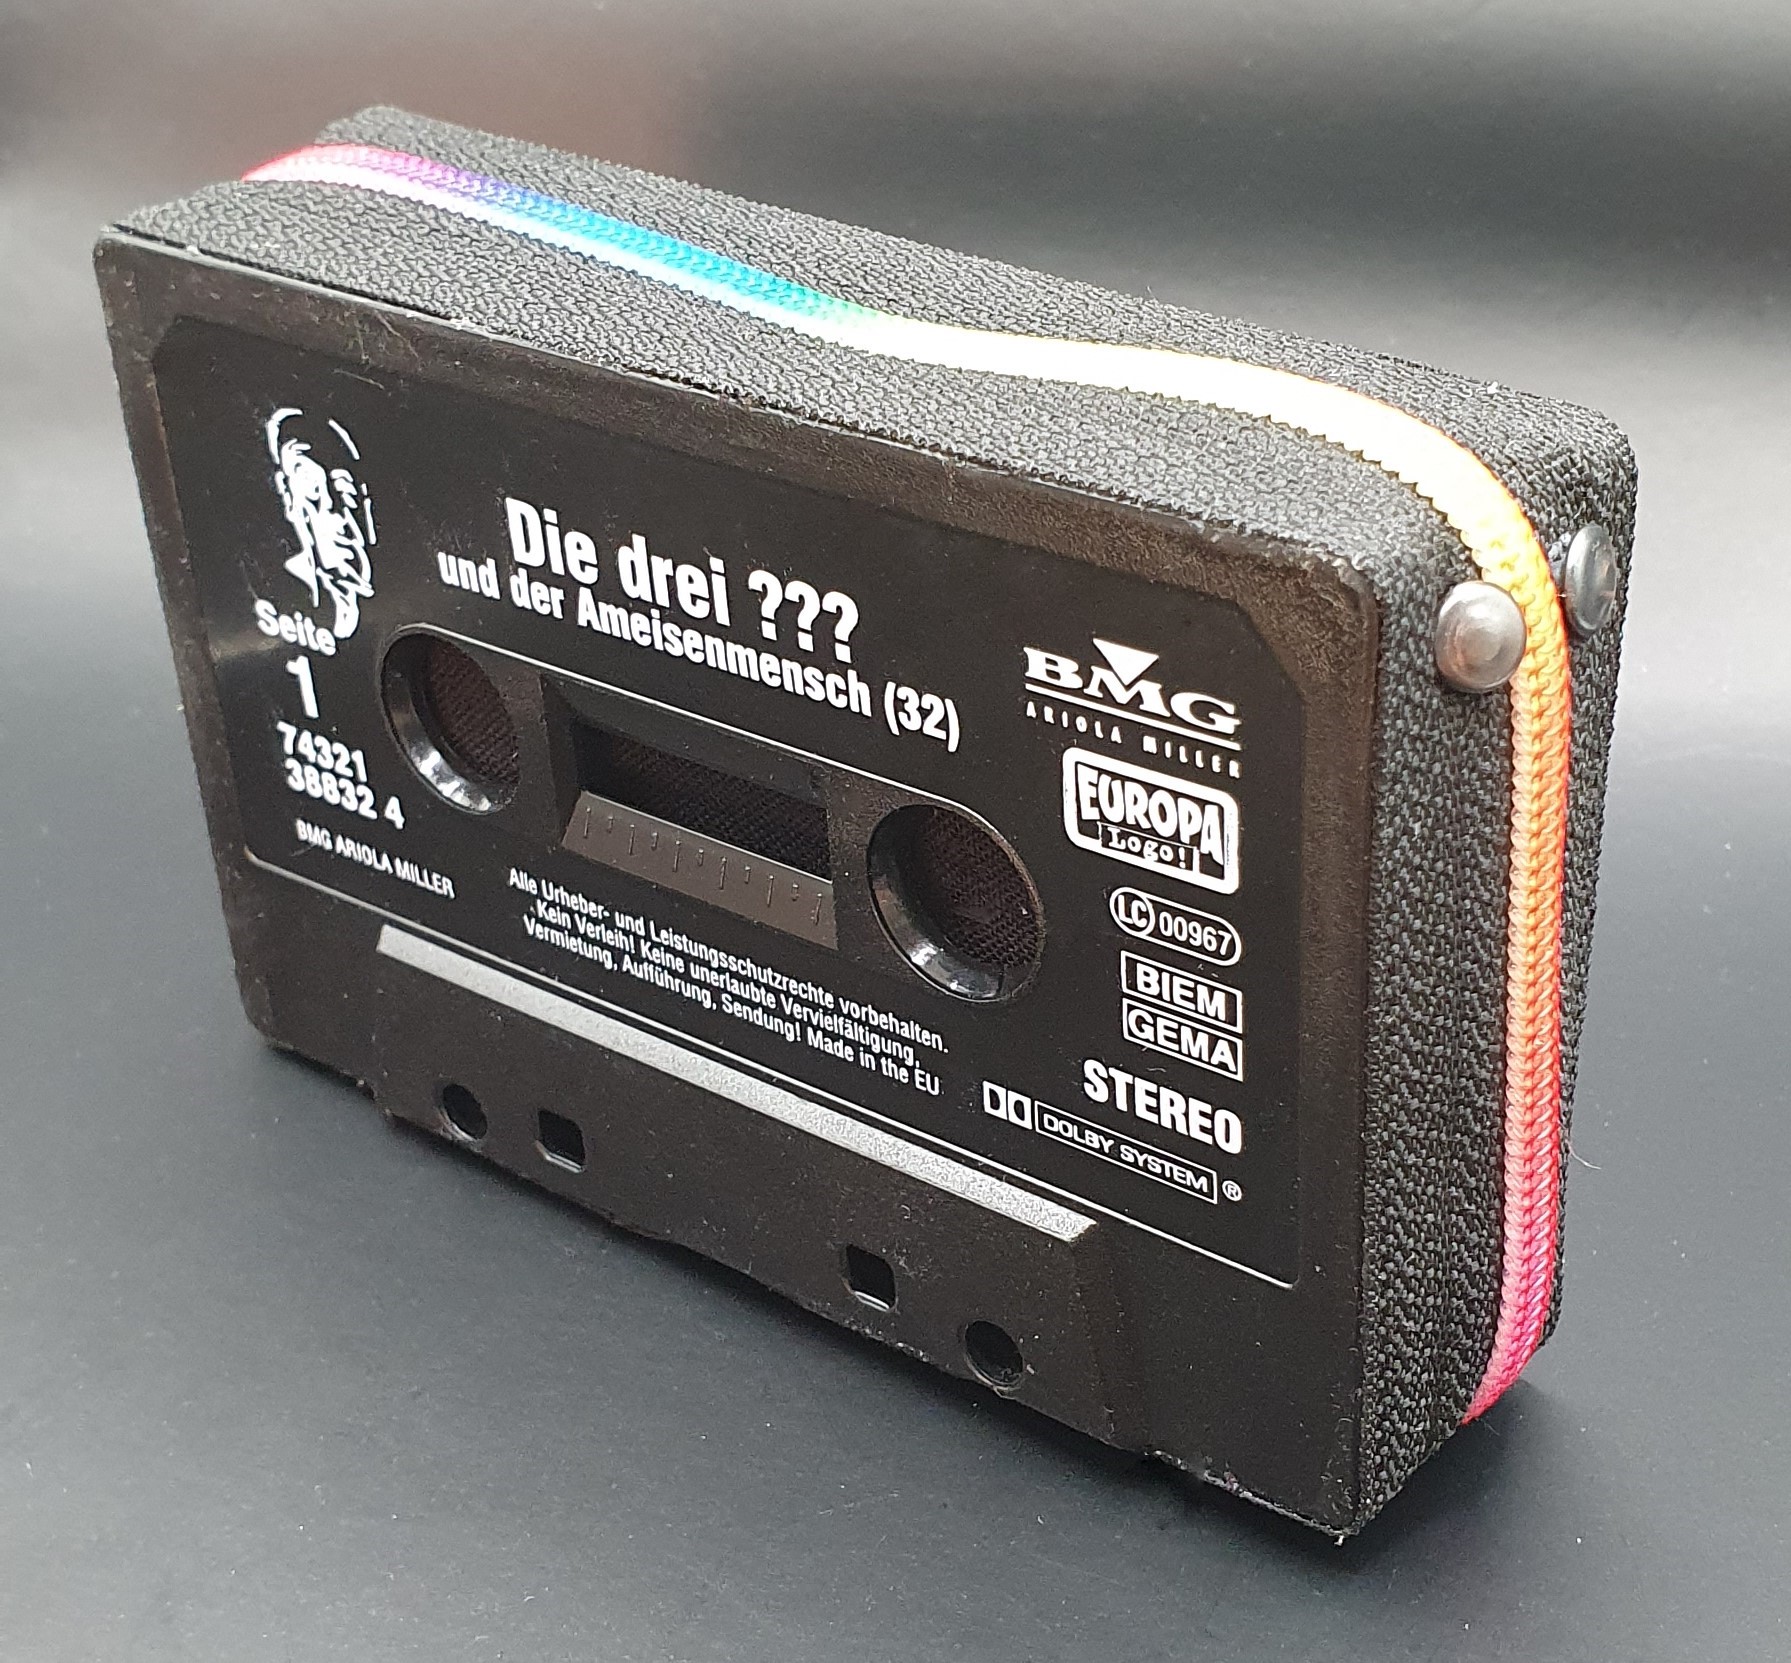 Die drei ???
und der Ameisenmensch (32)
Seite
1
74321
38832 4
BMG ARIOLA MILLER
BMG
ARIOLA MILLER
EUROPA
Logo!
LC 00967
BIEM
GEMA
STEREO
DOLBY SYSTEM ®
Alle Urheber- und Leistungsschutzrechte vorbehalten.
Kein Verleih! Keine unerlaubte Vervielfältigung,
Vermietung, Aufführung, Sendung! Made in the EU